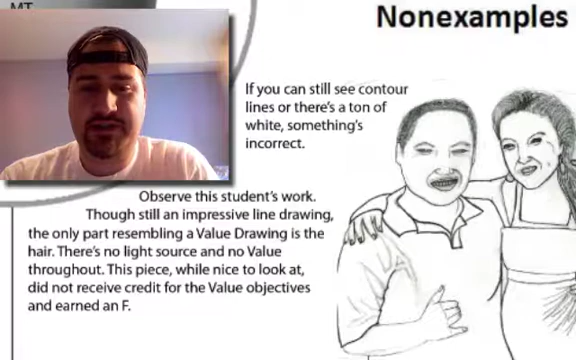 MT
Nonexamples
If you can still see contour
lines or there's a ton of
white, something's
incorrect.
Observe this student's work.
Though still an impressive line drawing,
the only part resembling a Value Drawing is the
hair. There's no light source and no Value
throughout. This piece, while nice to look at,
did not receive credit for the Value objectives
and earned an F.